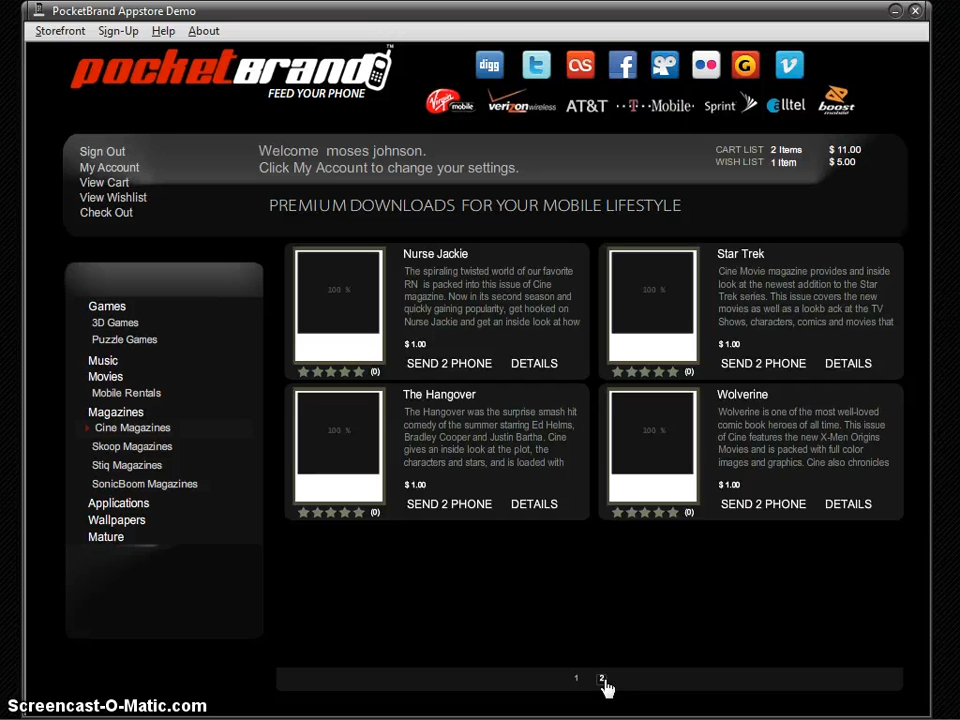 PocketBrand Appstore Demo
Storefront Sign-Up Help About
pocketBRAND™
FEED YOUR PHONE
digg t os f G v
Virgin mobile verizon wireless AT&T T··Mobile· Sprint alltel boost mobile
Sign Out
My Account
View Cart
View Wishlist
Check Out
Welcome moses johnson.
Click My Account to change your settings.
CART LIST 2 Items $ 11.00
WISH LIST 1 Item $ 5.00
PREMIUM DOWNLOADS FOR YOUR MOBILE LIFESTYLE
Games
3D Games
Puzzle Games
Music
Movies
Mobile Rentals
Magazines
Cine Magazines
Skoop Magazines
Stiq Magazines
SonicBoom Magazines
Applications
Wallpapers
Mature
100 %
Nurse Jackie
The spiraling twisted world of our favorite
RN is packed into this issue of Cine
magazine. Now in its second season and
quickly gaining popularity, get hooked on
Nurse Jackie and get an inside look at how
$ 1.00
SEND 2 PHONE DETAILS
(0)
100 %
Star Trek
Cine Movie magazine provides and inside
look at the newest addition to the Star
Trek series. This issue covers the new
movies as well as a lookb ack at the TV
Shows, characters, comics and movies that
$ 1.00
SEND 2 PHONE DETAILS
(0)
100 %
The Hangover
The Hangover was the surprise smash hit
comedy of the summer starring Ed Helms,
Bradley Cooper and Justin Bartha. Cine
gives an inside look at the plot, the
characters and stars, and is loaded with
$ 1.00
SEND 2 PHONE DETAILS
(0)
100 %
Wolverine
Wolverine is one of the most well-loved
comic book heroes of all time. This issue
of Cine features the new X-Men Origins
Movies and is packed with full color
images and graphics. Cine also chronicles
$ 1.00
SEND 2 PHONE DETAILS
(0)
1 2
Screencast-O-Matic.com